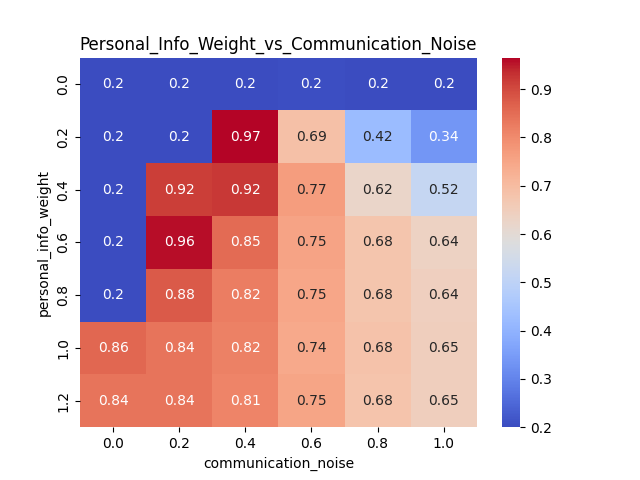 Personal_Info_Weight_vs_Communication_Noise
0.0 0.2 0.2 0.2 0.2 0.2 0.2
0.2 0.2 0.2 0.97 0.69 0.42 0.34
0.4 0.2 0.92 0.92 0.77 0.62 0.52
0.6 0.2 0.96 0.85 0.75 0.68 0.64
0.8 0.2 0.88 0.82 0.75 0.68 0.64
1.0 0.86 0.84 0.82 0.74 0.68 0.65
1.2 0.84 0.84 0.81 0.75 0.68 0.65
0.0 0.2 0.4 0.6 0.8 1.0
communication_noise
personal_info_weight
0.9
0.8
0.7
0.6
0.5
0.4
0.3
0.2